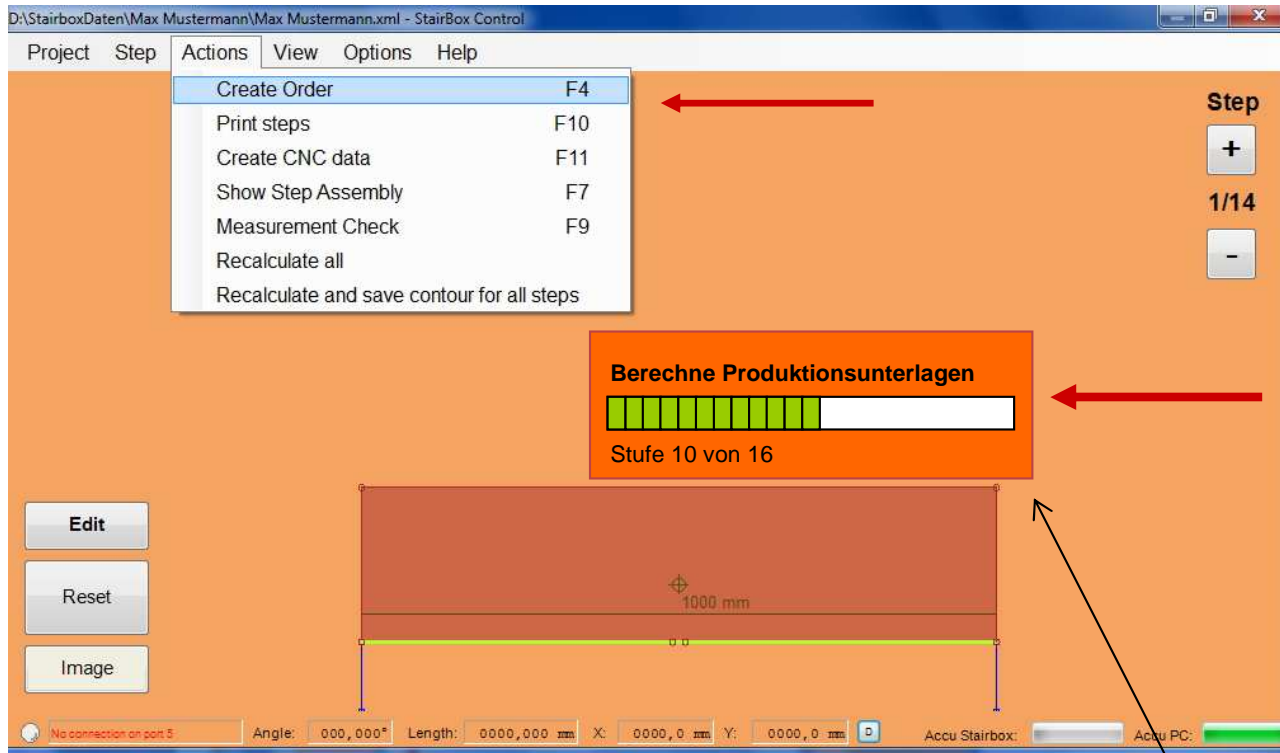 D:\StairboxDaten\Max Mustermann\Max Mustermann.xml - StairBox Control
Project Step Actions View Options Help
Create Order F4
Print steps F10
Create CNC data F11
Show Step Assembly F7
Measurement Check F9
Recalculate all
Recalculate and save contour for all steps
Step
+
1/14
-
Berechne Produktionsunterlagen
Stufe 10 von 16
Edit
Reset
Image
1000 mm
No connection on port 5 Angle: 000,000° Length: 0000,000 mm X: 0000,0 mm Y: 0000,0 mm D Accu Stairbox: Accu PC: